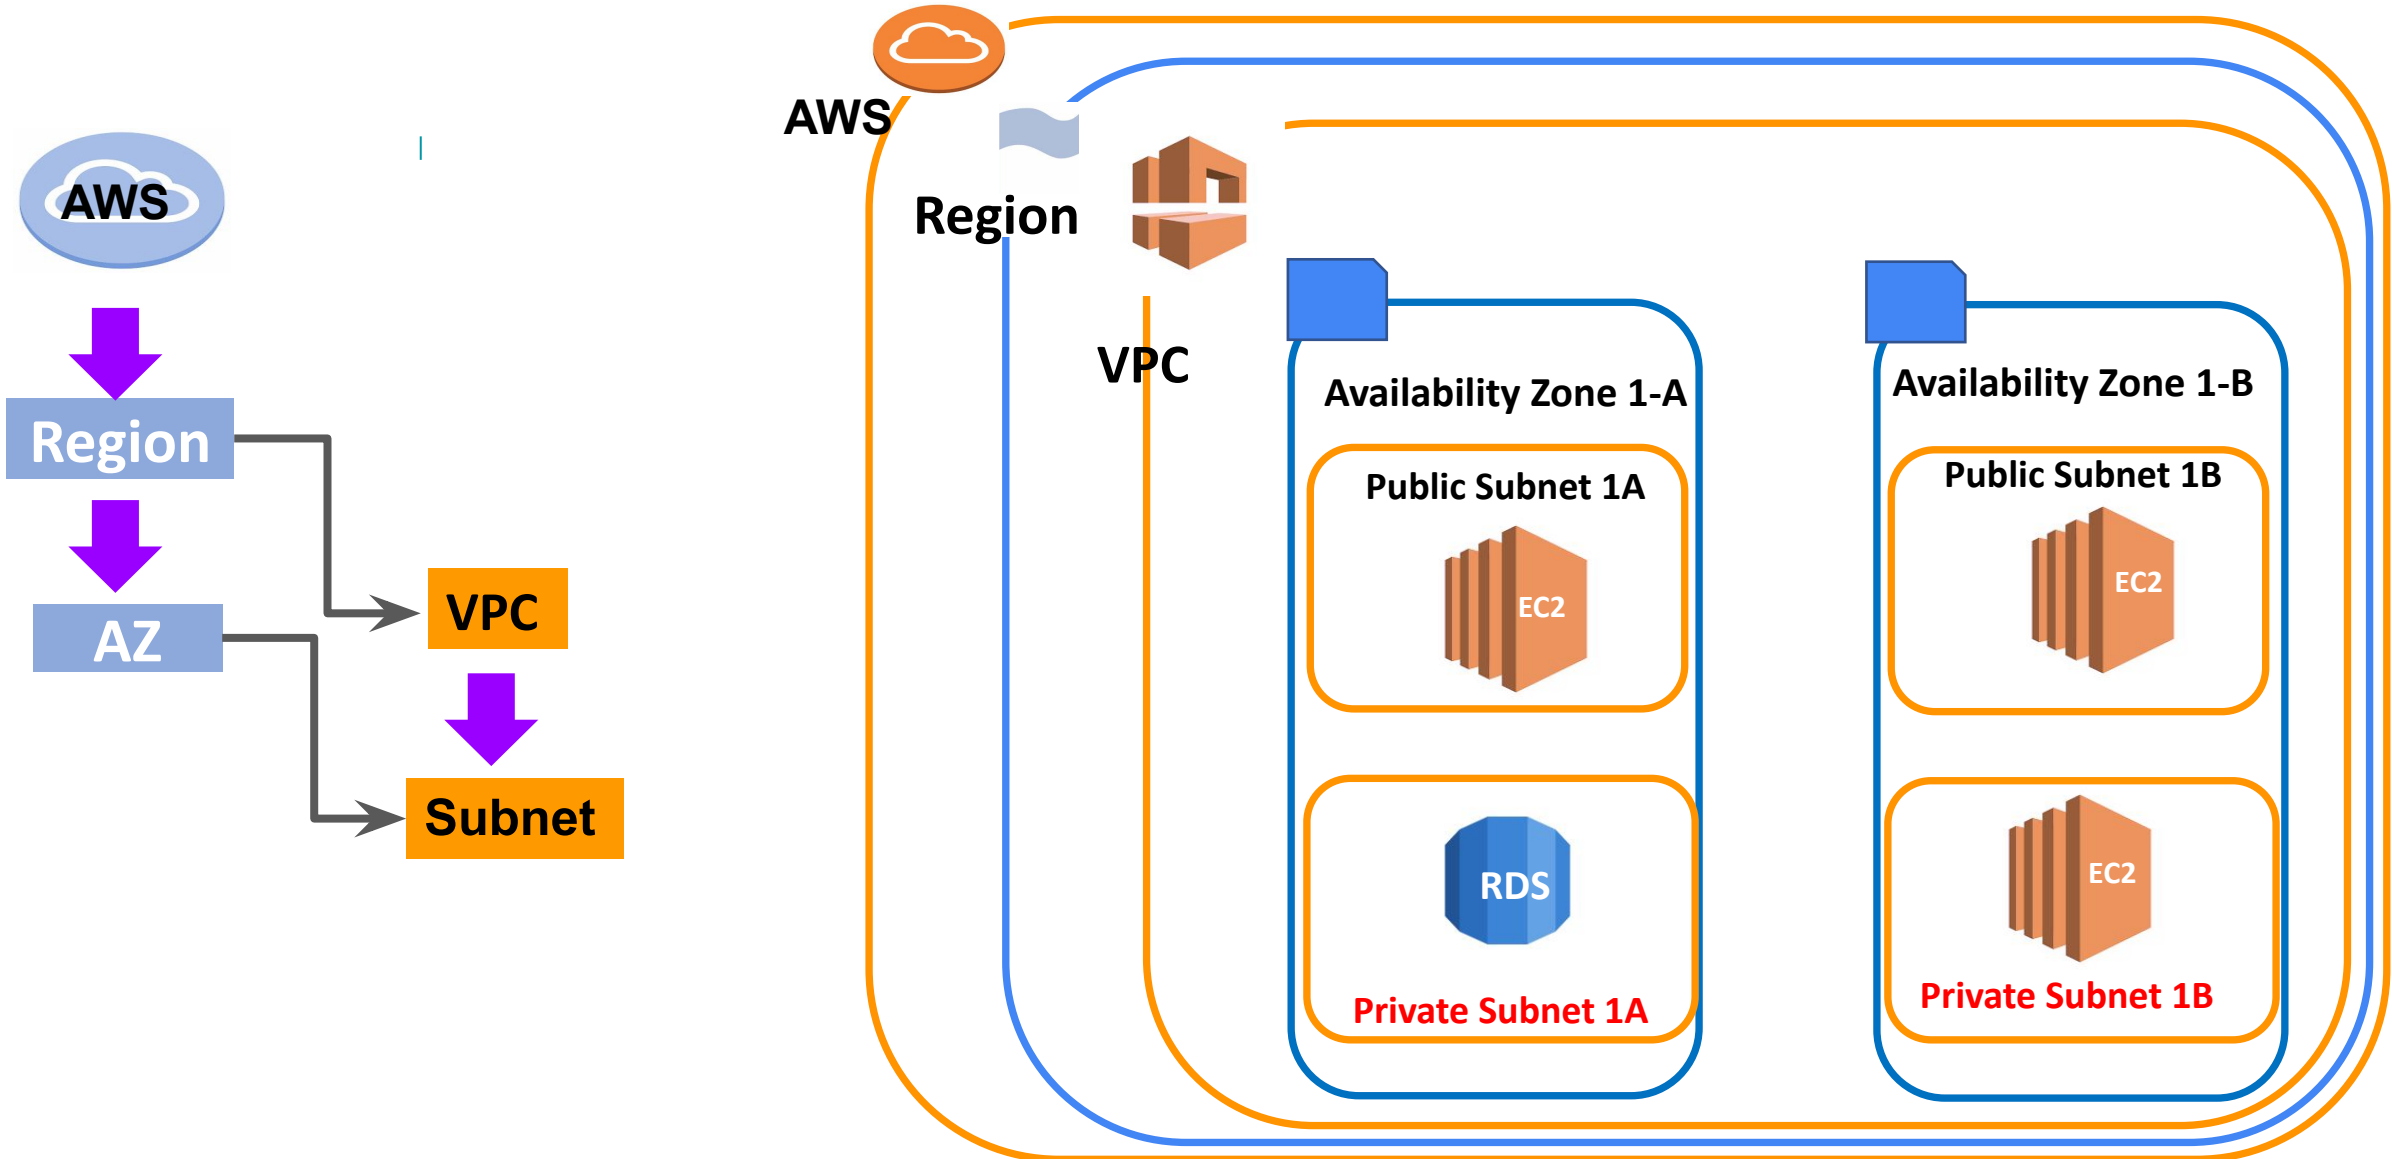 AWS
Region
AZ
VPC
Subnet
AWS
Region
VPC
Availability Zone 1-A
Public Subnet 1A
EC2
RDS
Private Subnet 1A
Availability Zone 1-B
Public Subnet 1B
EC2
EC2
Private Subnet 1B